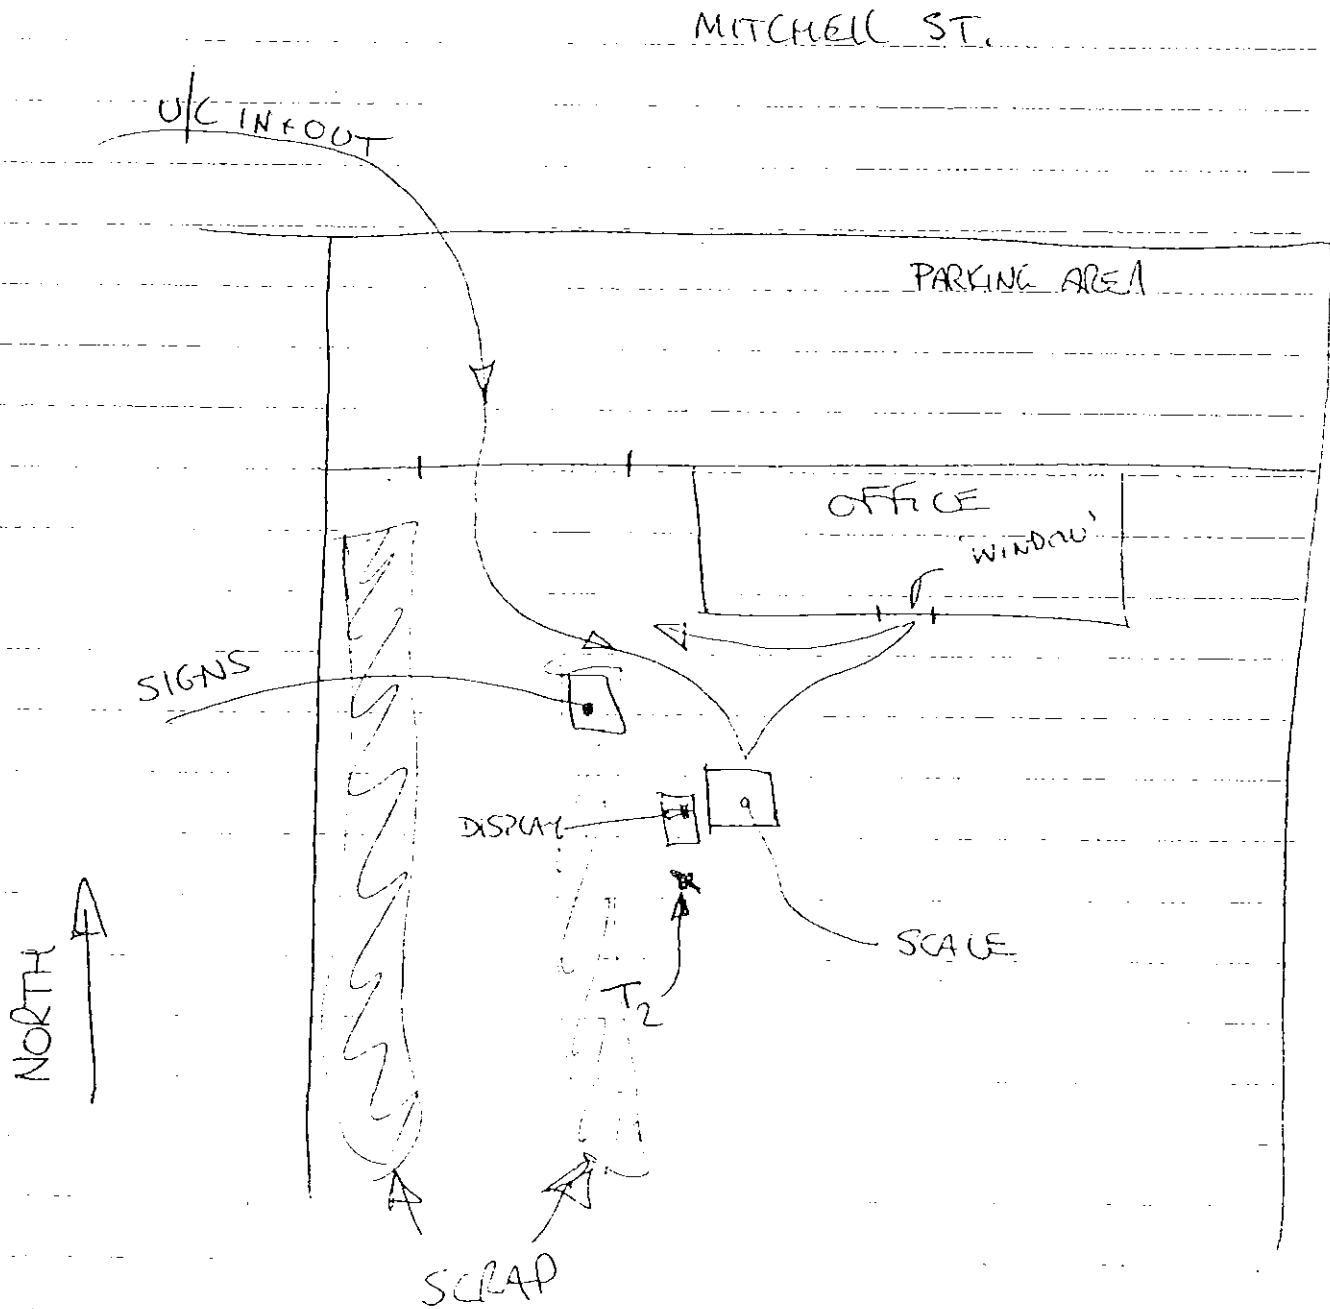 MITCHELL ST.
U/C IN + OUT
PARKING AREA
OFFICE
'WINDOW'
SIGNS
DISPLAY
SCALE
T2
NORTH
SCRAP